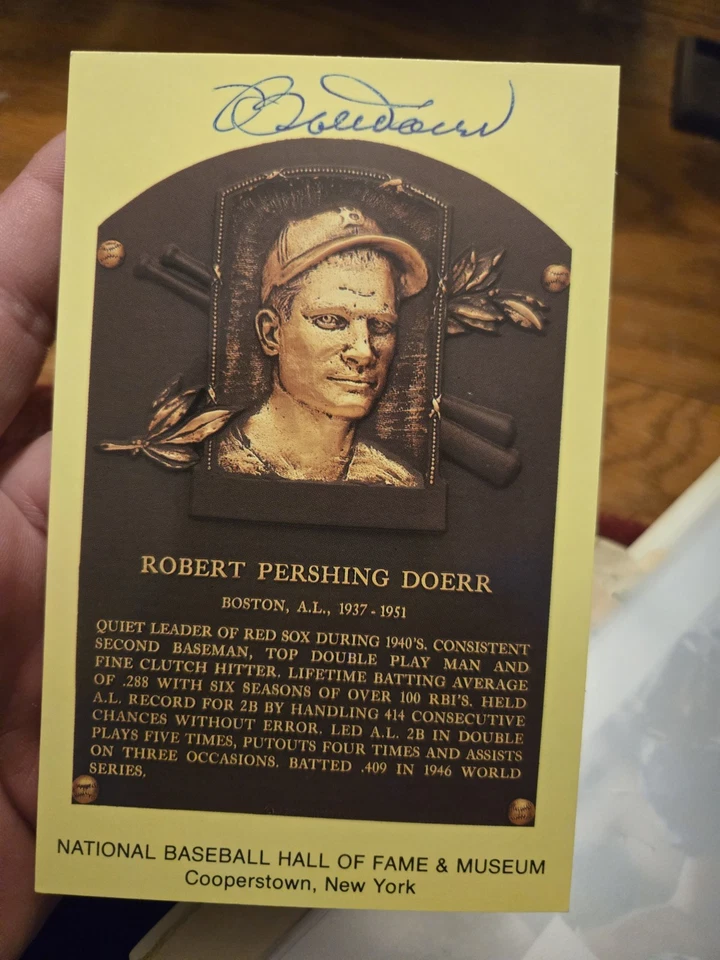 Bob Doerr
ROBERT PERSHING DOERR
BOSTON, A.L., 1937-1951
QUIET LEADER OF RED SOX DURING 1940'S. CONSISTENT
SECOND BASEMAN, TOP DOUBLE PLAY MAN AND
FINE CLUTCH HITTER. LIFETIME BATTING AVERAGE
OF .288 WITH SIX SEASONS OF OVER 100 RBI'S. HELD
A.L. RECORD FOR 2B BY HANDLING 414 CONSECUTIVE
CHANCES WITHOUT ERROR. LED A.L. 2B IN DOUBLE
PLAYS FIVE TIMES, PUTOUTS FOUR TIMES AND ASSISTS
ON THREE OCCASIONS. BATTED .409 IN 1946 WORLD
SERIES.
NATIONAL BASEBALL HALL OF FAME & MUSEUM
Cooperstown, New York